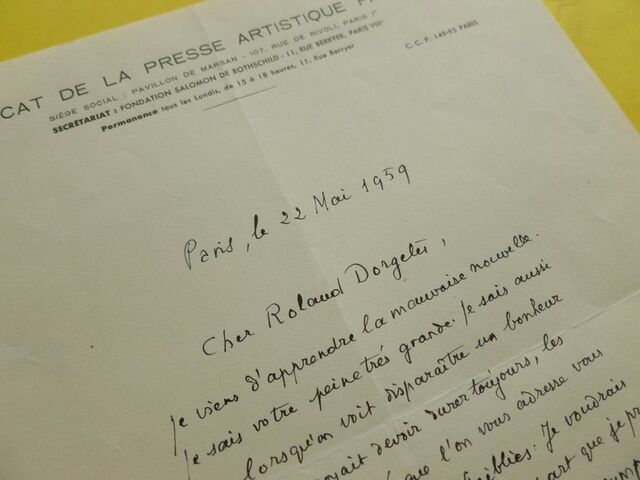 CAT DE LA PRESSE ARTISTIQUE
SIÈGE SOCIAL : PAVILLON DE MARSAN - 107, RUE DE RIVOLI, PARIS
SECRÉTARIAT : FONDATION SALOMON DE ROTHSCHILD - 11, RUE BERRYER, PARIS VIIIe
Permanence tous les Lundis, de 15 à 18 heures, 11, Rue Berryer
C. C. P. 149-95 PARIS
Paris, le 22 Mai 1959
Cher Roland Dorgelès,
Je viens d'apprendre la mauvaise nouvelle.
Je sais votre peine très grande. Je sais aussi
lorsqu'on voit disparaître un bonheur
devoir durer toujours, les
que l'on vous adresse vous
Je voudrais
que je